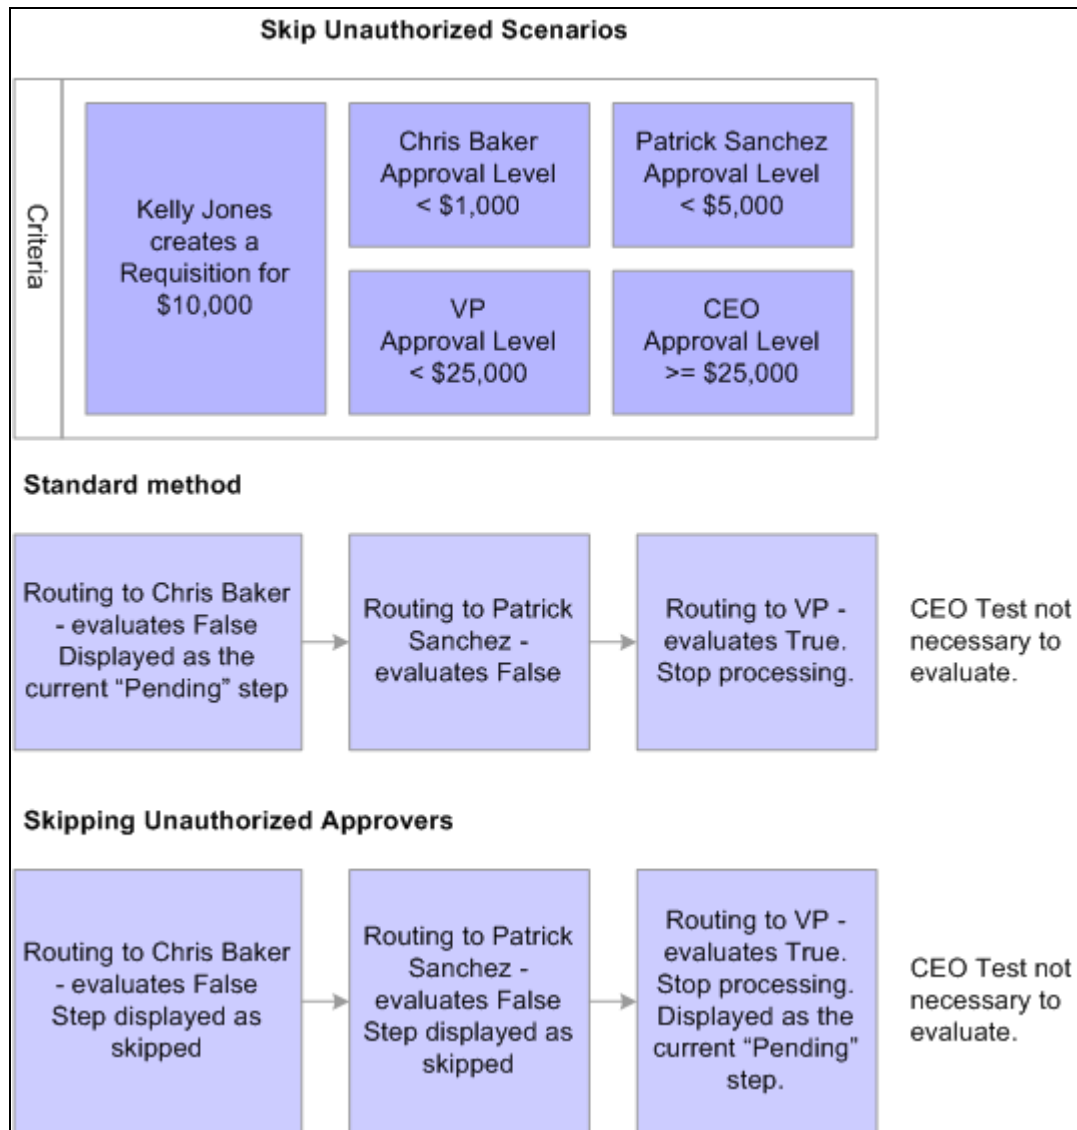 Skip Unauthorized Scenarios
Criteria
Kelly Jones
creates a
Requisition for
$10,000
Chris Baker
Approval Level
< $1,000
Patrick Sanchez
Approval Level
< $5,000
VP
Approval Level
< $25,000
CEO
Approval Level
>= $25,000
Standard method
Routing to Chris Baker
- evaluates False
Displayed as the
current “Pending” step
Routing to Patrick
Sanchez -
evaluates False
Routing to VP -
evaluates True.
Stop processing.
CEO Test not
necessary to
evaluate.
Skipping Unauthorized Approvers
Routing to Chris Baker
- evaluates False
Step displayed as
skipped
Routing to Patrick
Sanchez -
evaluates False
Step displayed as
skipped
Routing to VP -
evaluates True.
Stop processing.
Displayed as the
current “Pending”
step.
CEO Test not
necessary to
evaluate.